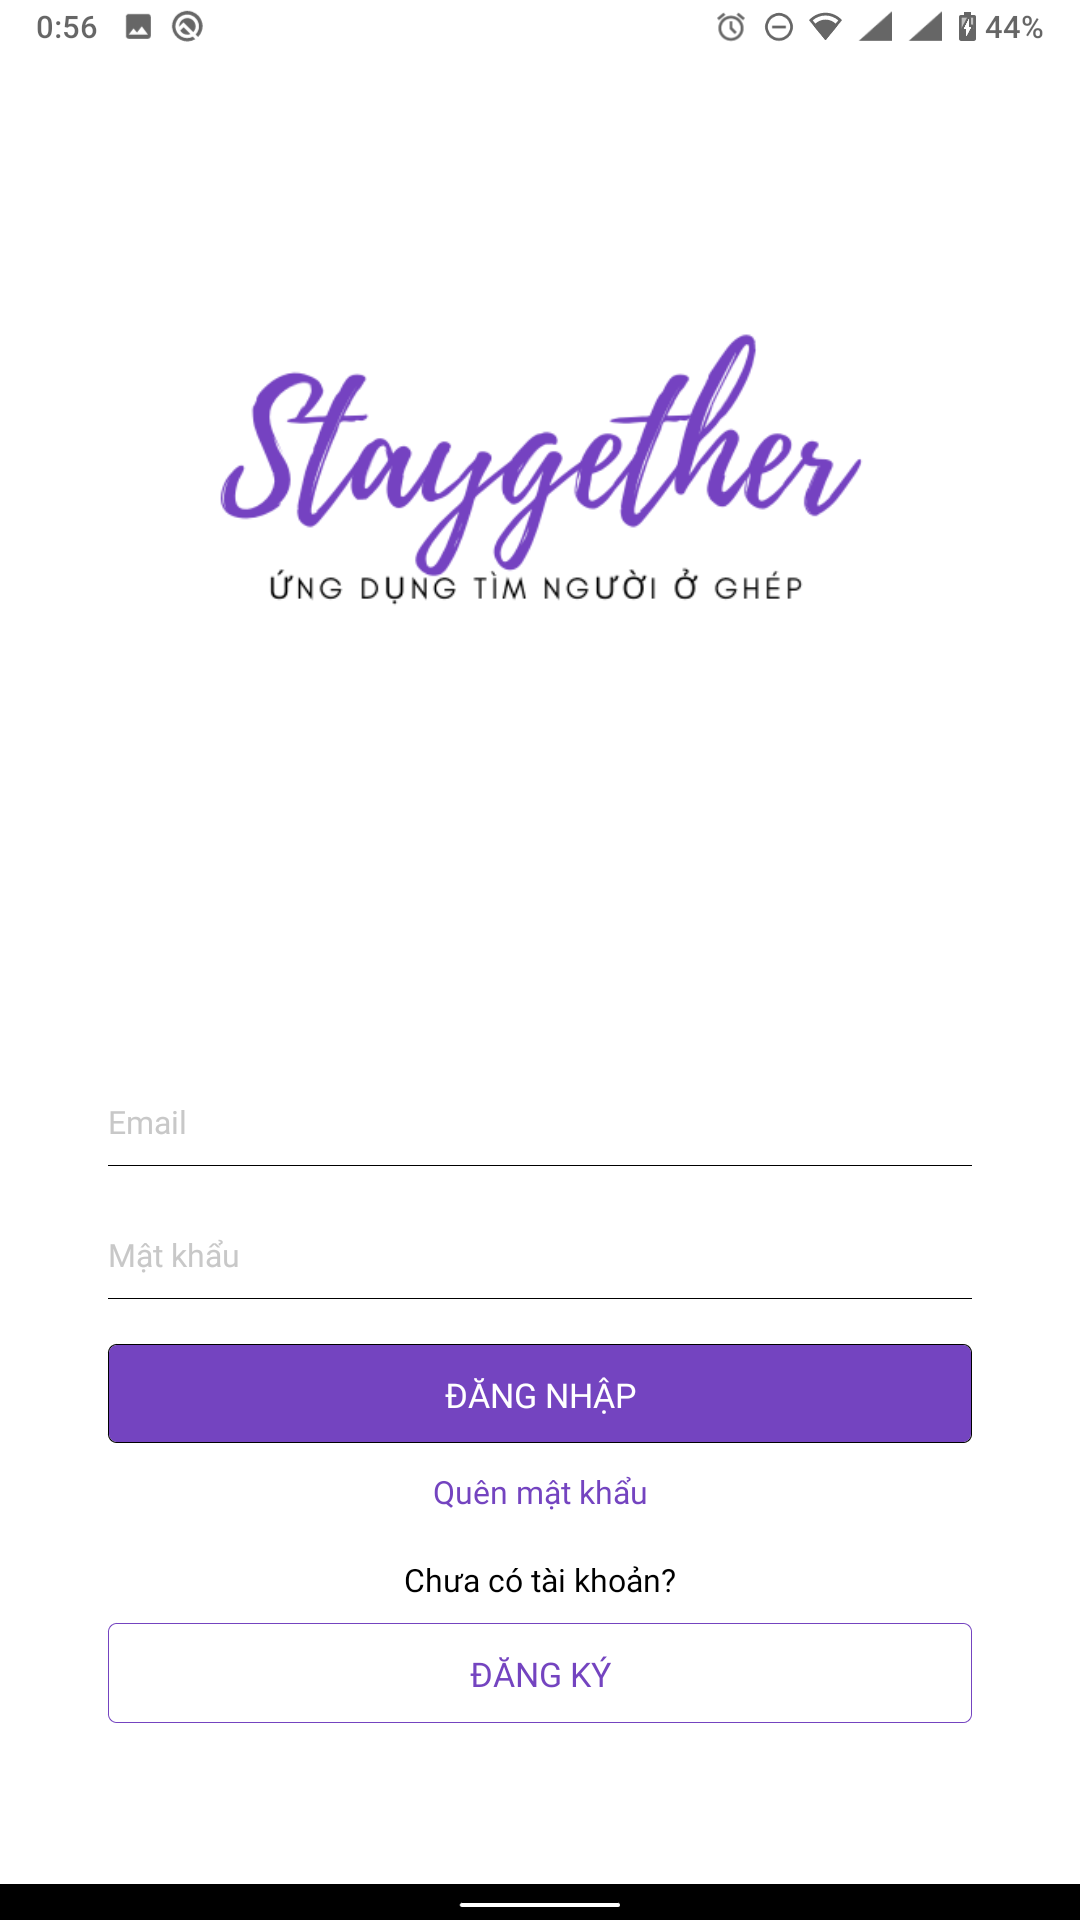 0:56 44%
Staygether
ỨNG DỤNG TÌM NGƯỜI Ở GHÉP
Email
Mật khẩu
ĐĂNG NHẬP
Quên mật khẩu
Chưa có tài khoản?
ĐĂNG KÝ